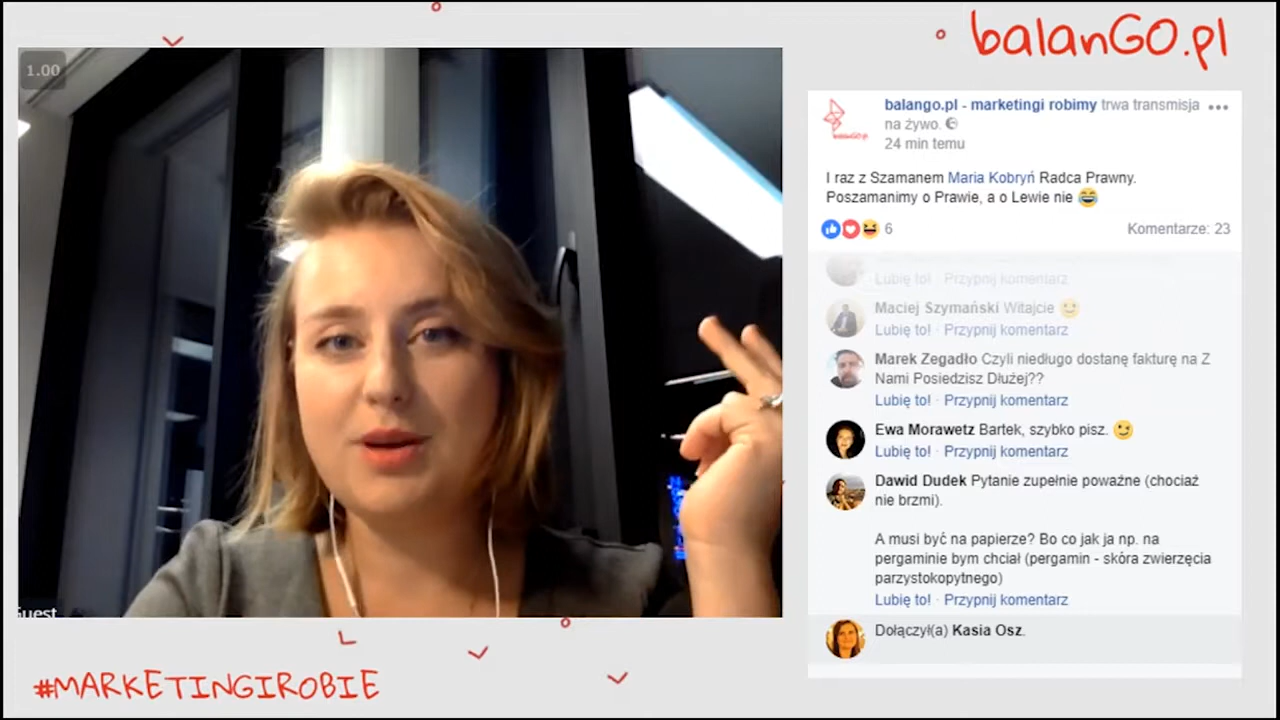 balanGO.pl
1.00
balango.pl - marketingi robimy trwa transmisja
na żywo.
24 min temu
I raz z Szamanem Maria Kobryń Radca Prawny.
Poszamanimy o Prawie, a o Lewie nie 😂
6
Komentarze: 23
Lubię to! · Przypnij komentarz
Maciej Szymański Witajcie 😉
Lubię to! · Przypnij komentarz
Marek Zegadło Czyli niedługo dostanę fakturę na Z
Nami Posiedzisz Dłużej??
Lubię to! · Przypnij komentarz
Ewa Morawetz Bartek, szybko pisz. 😉
Lubię to! · Przypnij komentarz
Dawid Dudek Pytanie zupełnie poważne (chociaż
nie brzmi).
A musi być na papierze? Bo co jak ja np. na
pergaminie bym chciał (pergamin - skóra zwierzęcia
parzystokopytnego)
Lubię to! · Przypnij komentarz
Dołączył(a) Kasia Osz.
Guest
#MARKETINGIROBIE